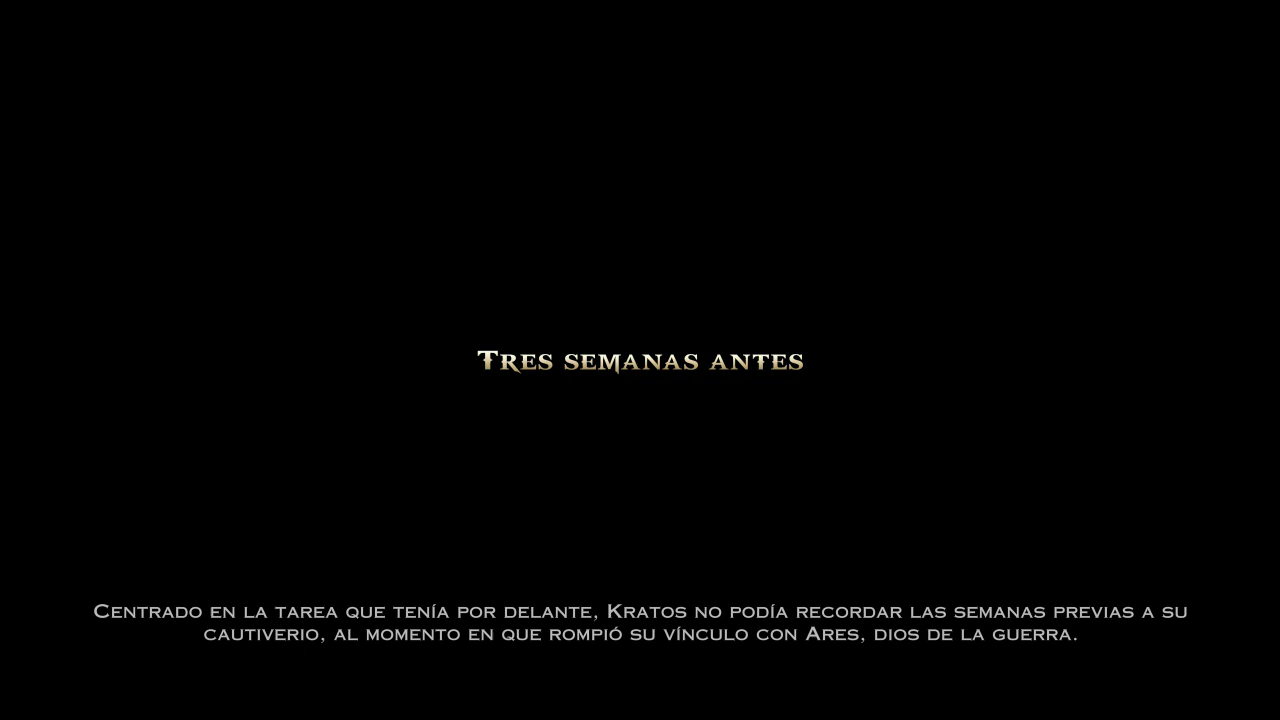 Tres semanas antes
Centrado en la tarea que tenía por delante, Kratos no podía recordar las semanas previas a su
cautiverio, al momento en que rompió su vínculo con Ares, dios de la guerra.